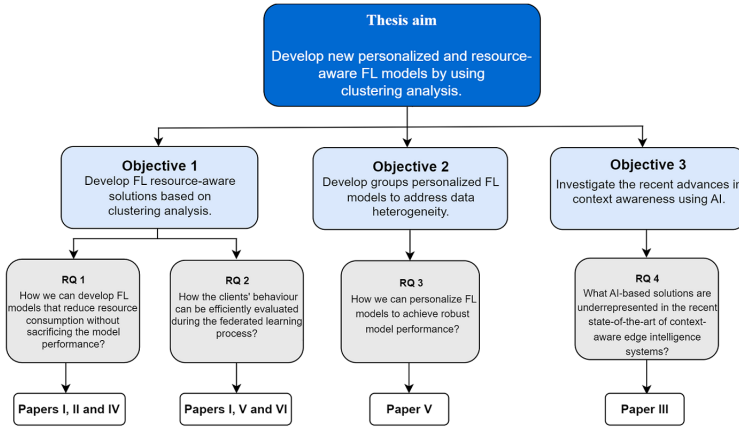 Thesis aim
Develop new personalized and resource-
aware FL models by using
clustering analysis.
Objective 1
Develop FL resource-aware
solutions based on
clustering analysis.
Objective 2
Develop groups personalized FL
models to address data
heterogeneity.
Objective 3
Investigate the recent advances in
context awareness using AI.
RQ 1
How we can develop FL
models that reduce resource
consumption without
sacrificing the model
performance?
RQ 2
How the clients' behaviour
can be efficiently evaluated
during the federated learning
process?
RQ 3
How we can personalize FL
models to achieve robust
model performance?
RQ 4
What AI-based solutions are
underrepresented in the recent
state-of-the-art of context-
aware edge intelligence
systems?
Papers I, II and IV
Papers I, V and VI
Paper V
Paper III